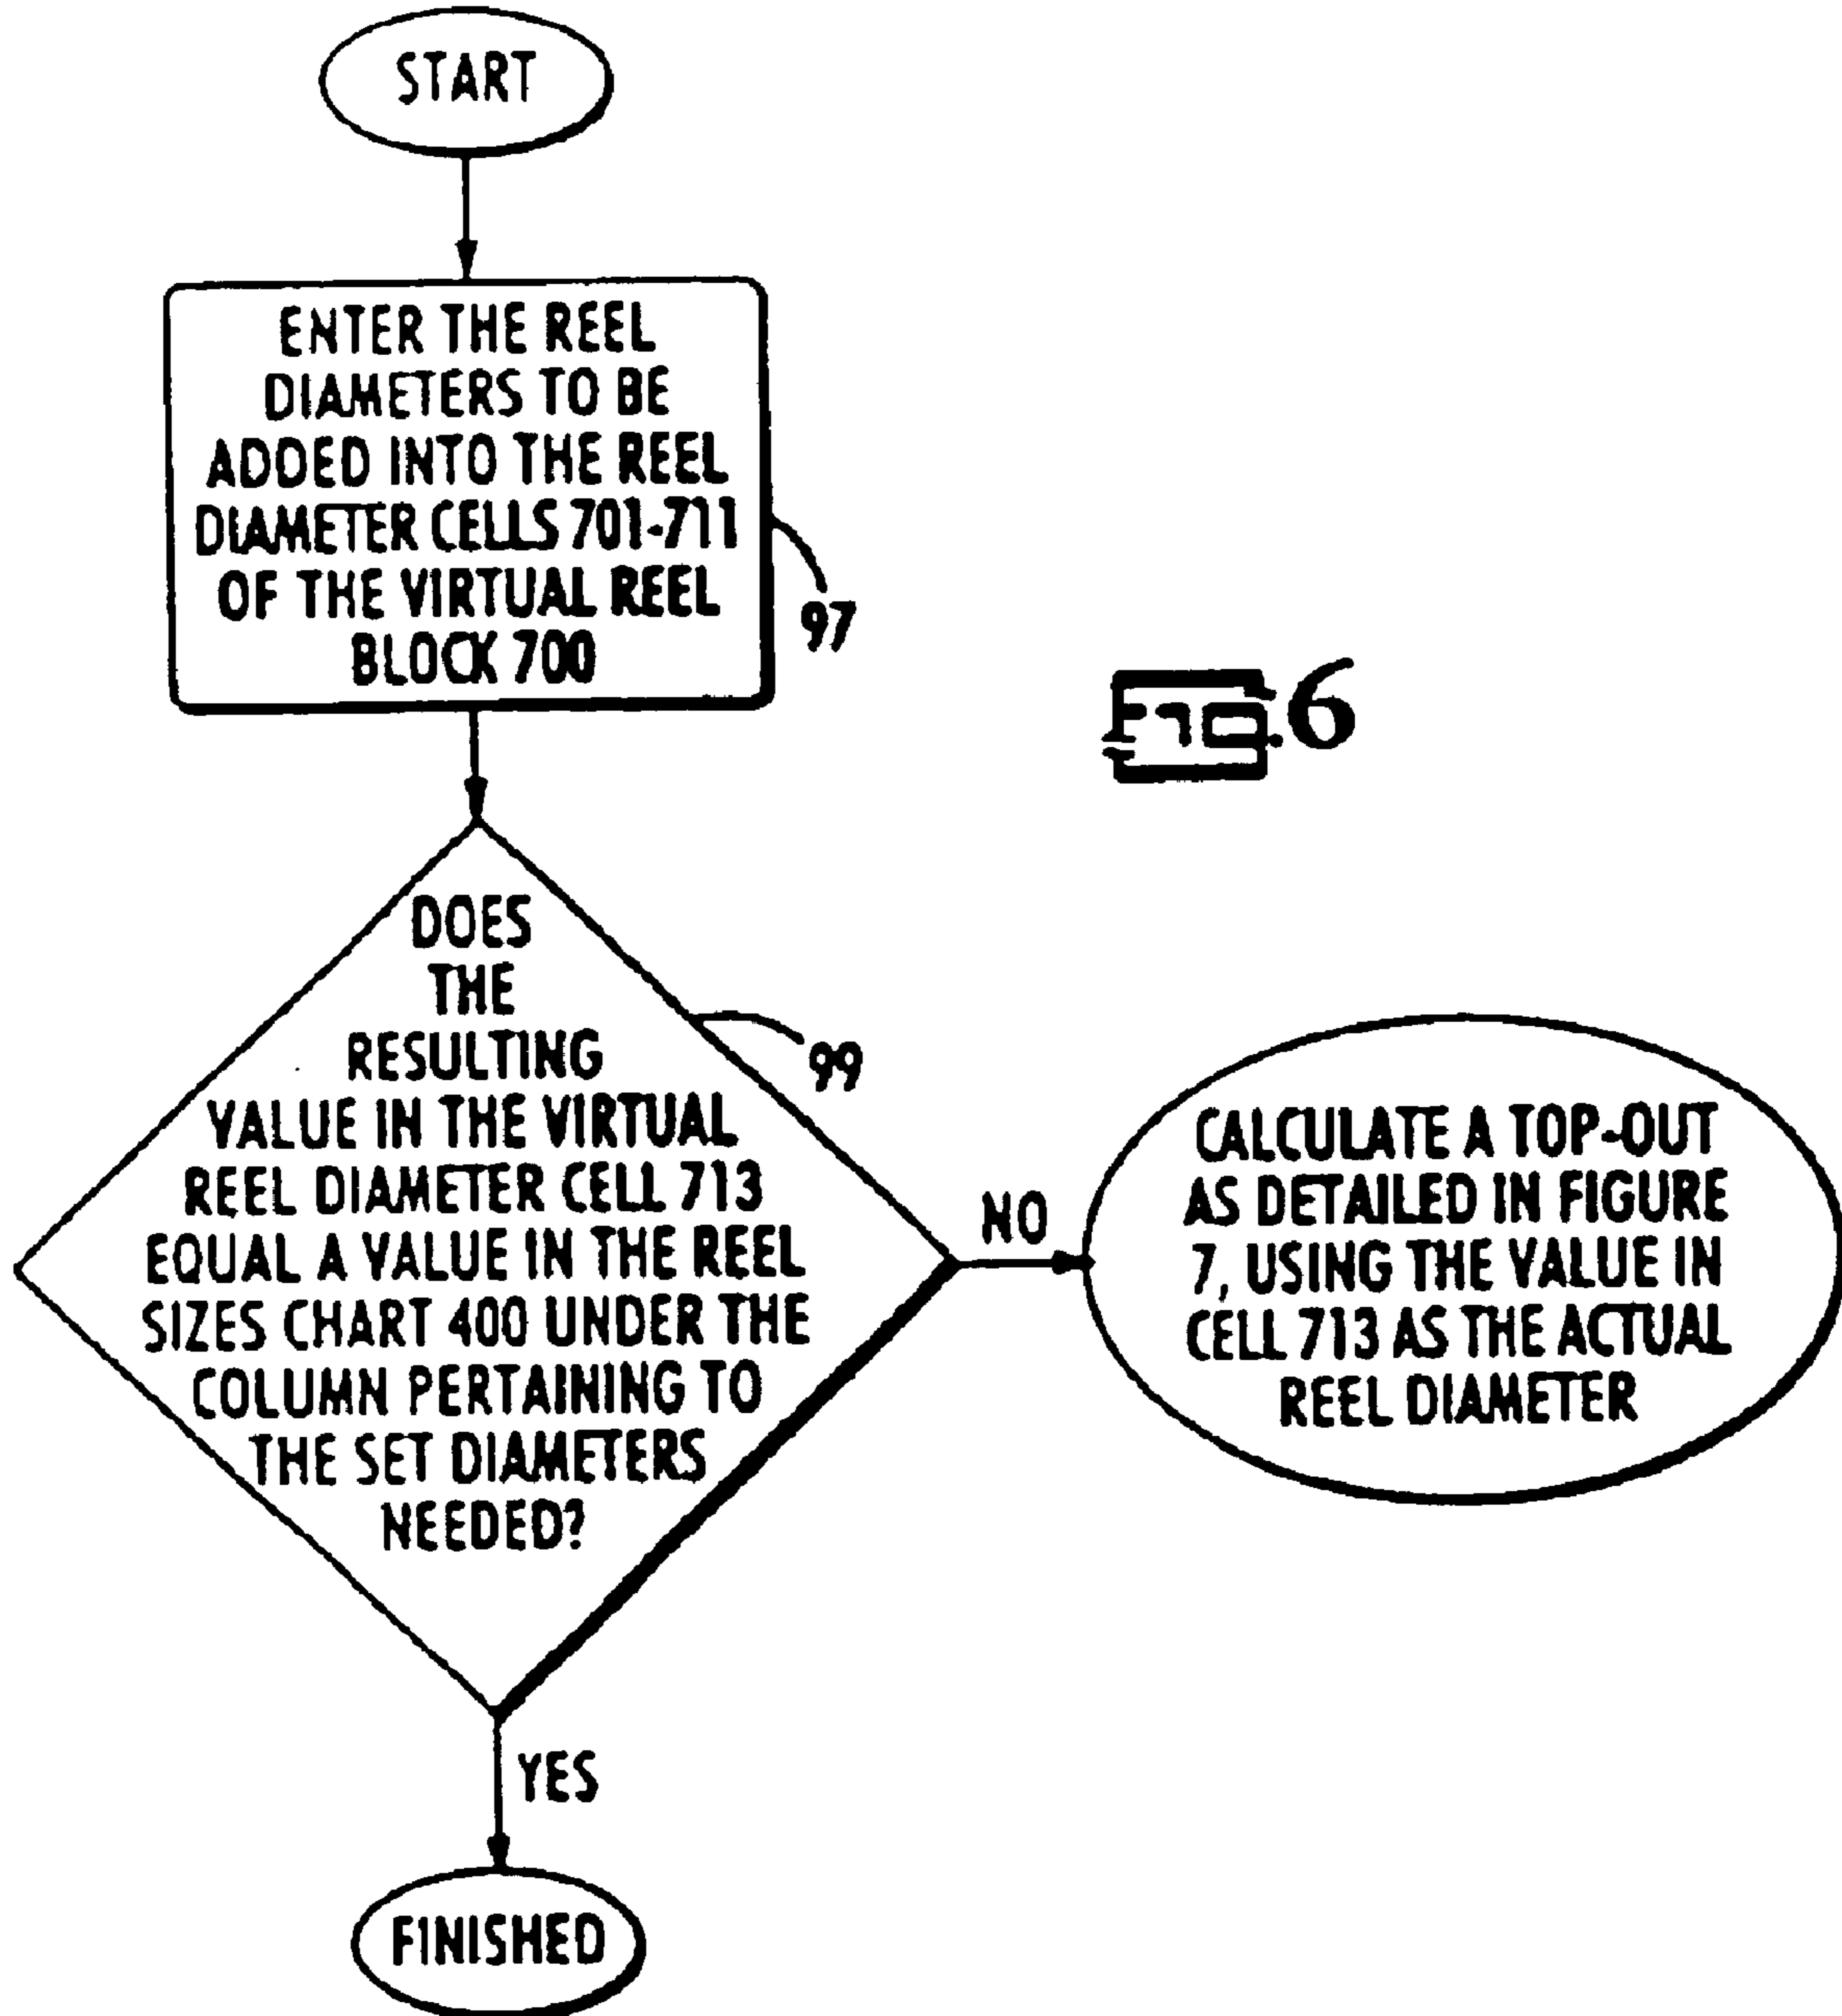 START
ENTER THE REEL
DIAMETERS TO BE
ADDED INTO THE REEL
DIAMETER CELLS 701-711
OF THE VIRTUAL REEL
BLOCK 700
97
FIG. 6
DOES
THE
RESULTING
VALUE IN THE VIRTUAL
REEL DIAMETER CELL 713
EQUAL A VALUE IN THE REEL
SIZES CHART 400 UNDER THE
COLUMN PERTAINING TO
THE SET DIAMETERS
NEEDED?
99
NO
CALCULATE A TOP-OUT
AS DETAILED IN FIGURE
7, USING THE VALUE IN
CELL 713 AS THE ACTUAL
REEL DIAMETER
YES
FINISHED